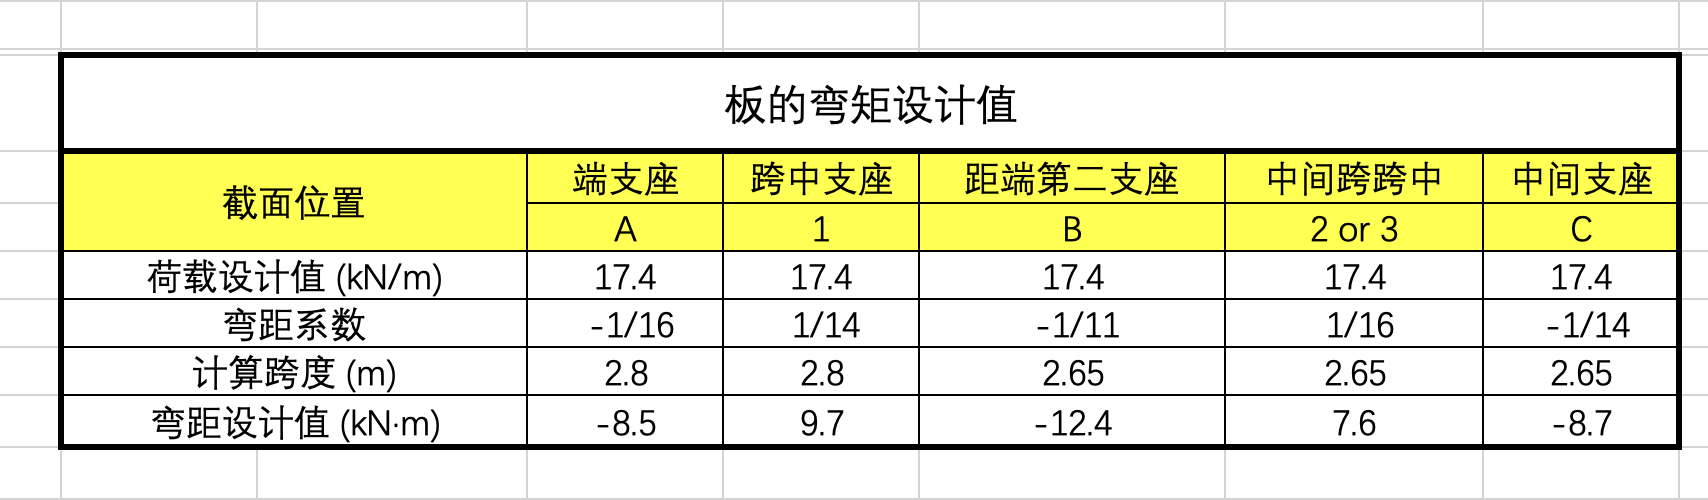 板的弯矩设计值
截面位置 端支座 跨中支座 距端第二支座 中间跨跨中 中间支座
A 1 B 2 or 3 C
荷载设计值 (kN/m) 17.4 17.4 17.4 17.4 17.4
弯距系数 -1/16 1/14 -1/11 1/16 -1/14
计算跨度 (m) 2.8 2.8 2.65 2.65 2.65
弯距设计值 (kN·m) -8.5 9.7 -12.4 7.6 -8.7